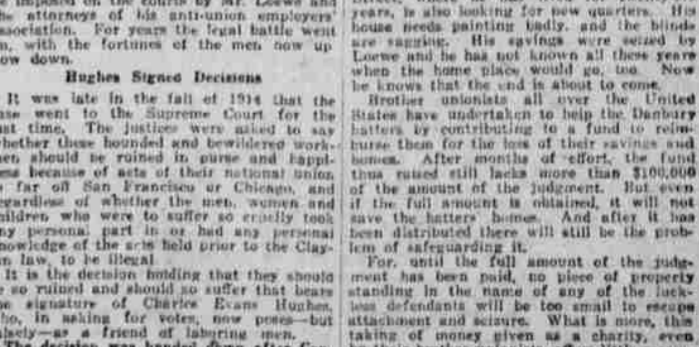 imposed on the courts by Mr. Loewe and
the attorneys of his anti-union employers'
association. For years the legal battle went
on, with the fortunes of the men now up
now down.
Hughes Signed Decisions
It was late in the fall of 1914 that the
case went to the Supreme Court for the
last time. The justices were asked to say
whether these hounded and bewildered work-
men should be ruined in purse and happi-
ness because of acts of their national union
far off San Francisco or Chicago, and
regardless of whether the men, women and
children who were to suffer so cruelly took
any personal part in or had any personal
knowledge of the acts held prior to the Clay-
law, to be illegal.
It is the decision holding that they should
be so ruined and should so suffer that bears
the signature of Charles Evans Hughes,
who, in asking for votes, now poses—but
falsely—as a friend of laboring men.
The decision was handed down after
years, is also looking for new quarters. His
house needs painting badly, and the blinds
are sagging. His savings were seized by
Loewe and he has not known all these years
when the home place would go, too. Now
he knows that the end is about to come.
Brother unionists all over the United
States have undertaken to help the Danbury
hatters by contributing to a fund to reim-
burse them for the loss of their savings and
homes. After months of effort, the fund
thus raised still lacks more than $100,000
of the amount of the judgment. But even
if the full amount is obtained, it will not
save the hatters' homes. And after it has
been distributed there will still be the prob-
lem of safeguarding it.
For, until the full amount of the judg-
ment has been paid, no piece of property
standing in the name of any of the luck-
less defendants will be too small to escape
attachment and seizure. What is more, this
taking of money given as a charity, even